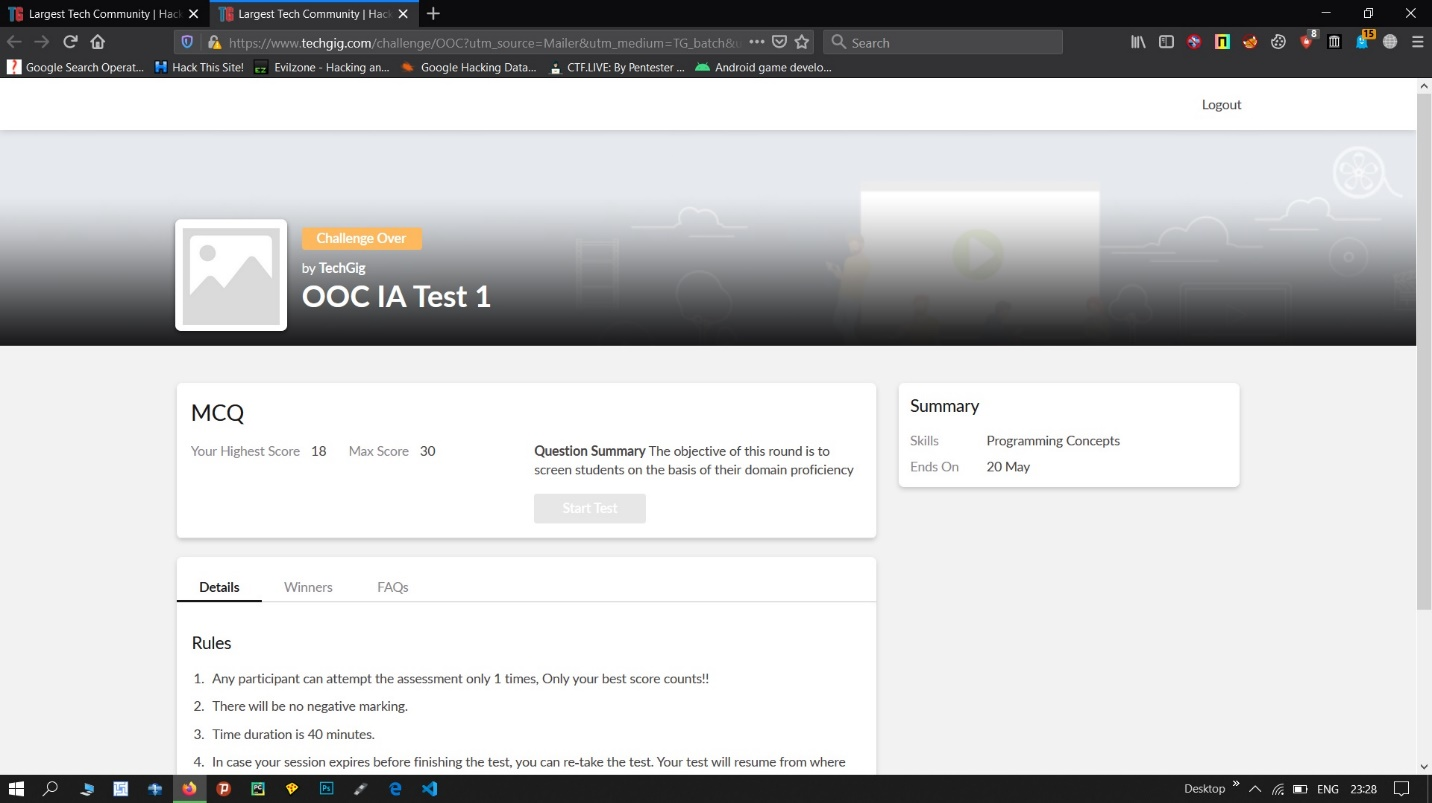 Largest Tech Community | Hack
Largest Tech Community | Hack
https://www.techgig.com/challenge/OOC?utm_source=Mailer&utm_medium=TG_batch&u
Search
8
15
Google Search Operat...
Hack This Site!
Evilzone - Hacking an...
Google Hacking Data...
CTF.LIVE: By Pentester ...
Android game develo...
Logout
Challenge Over
by TechGig
OOC IA Test 1
MCQ
Your Highest Score 18 Max Score 30
Question Summary The objective of this round is to
screen students on the basis of their domain proficiency
Start Test
Summary
Skills Programming Concepts
Ends On 20 May
Details Winners FAQs
Rules
1. Any participant can attempt the assessment only 1 times, Only your best score counts!!
2. There will be no negative marking.
3. Time duration is 40 minutes.
4. In case your session expires before finishing the test, you can re-take the test. Your test will resume from where
Desktop
ENG
23:28